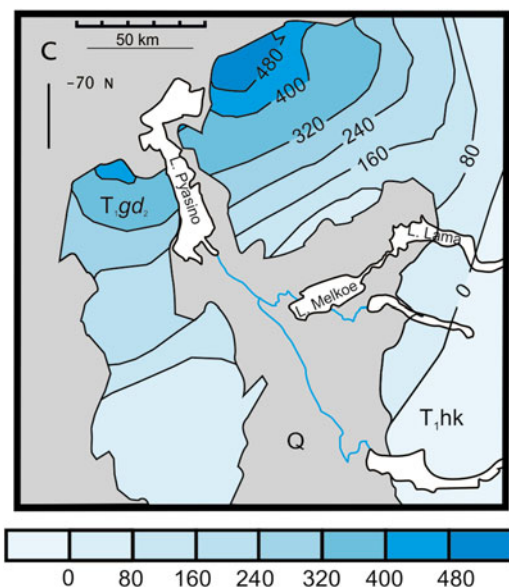 C
50 km
-70 N
480
400
320
240
160
80
0
L. Pyasino
T₁gd₂
L. Lama
L. Melkoe
T₁hk
Q
0 80 160 240 320 400 480